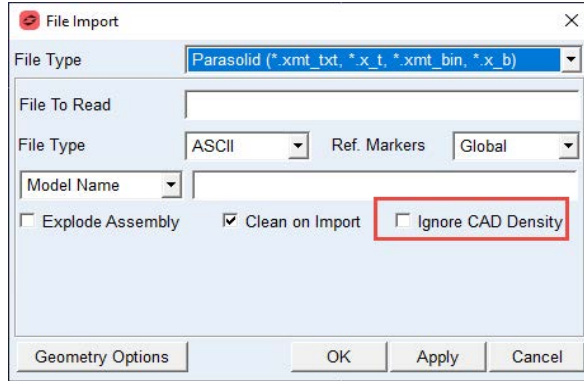 File Import
File Type Parasolid (*.xmt_txt, *.x_t, *.xmt_bin, *.x_b)
File To Read
File Type ASCII Ref. Markers Global
Model Name
Explode Assembly Clean on Import Ignore CAD Density
Geometry Options OK Apply Cancel